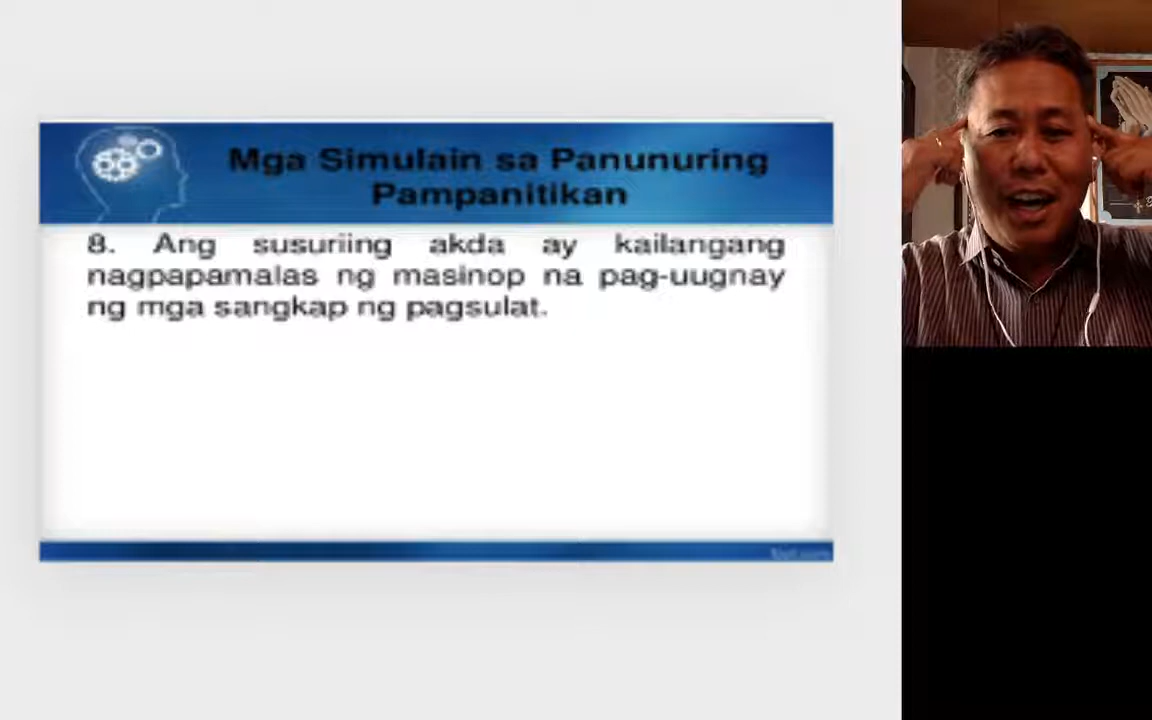 Mga Simulain sa Panunuring
Pampanitikan
8. Ang susuriing akda ay kailangang
nagpapamalas ng masinop na pag-uugnay
ng mga sangkap ng pagsulat.